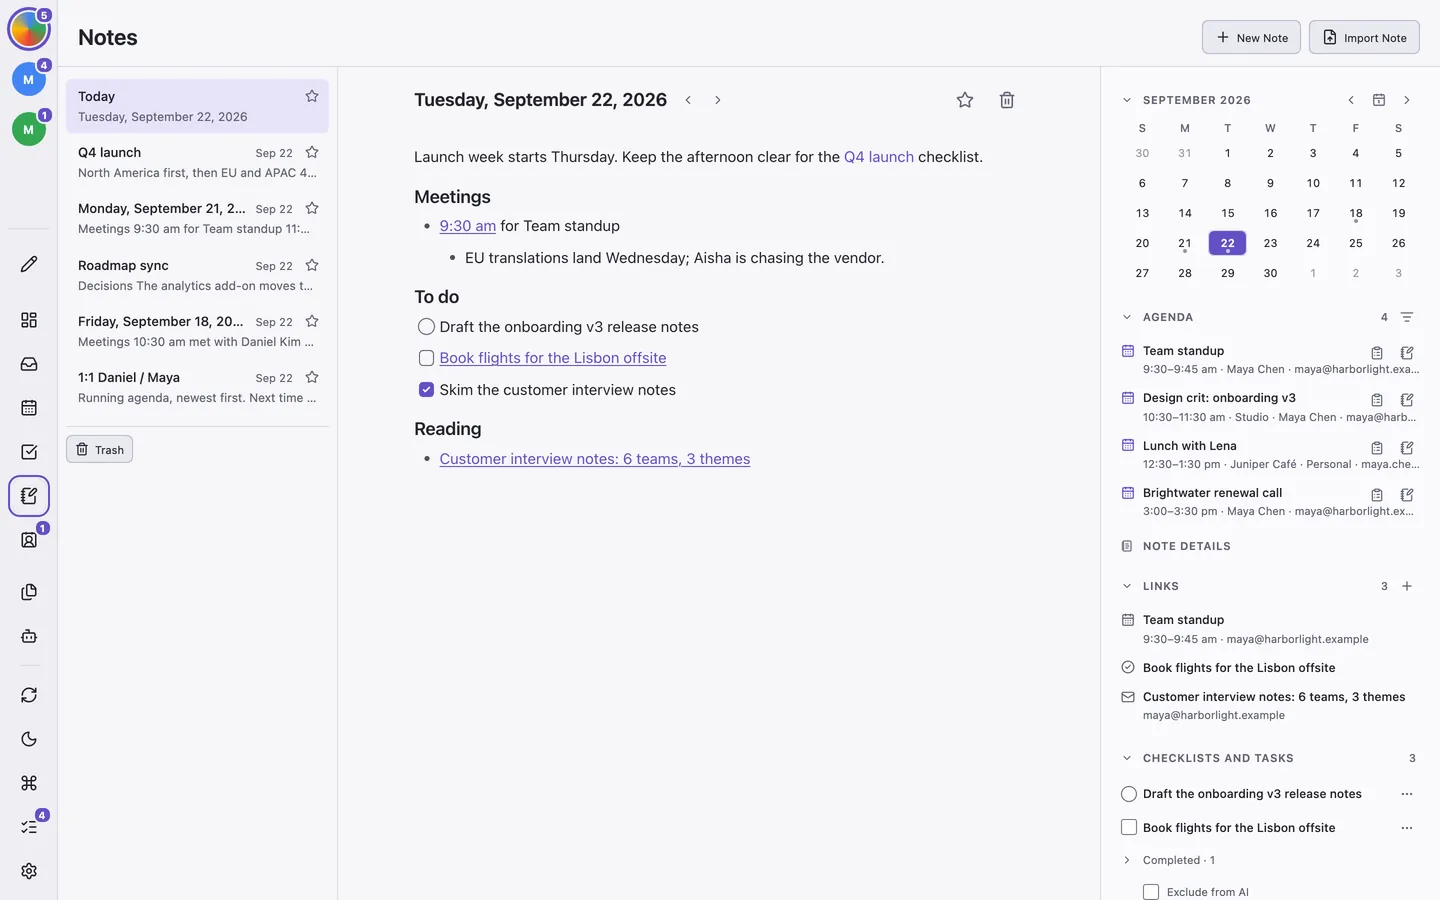 5
M
4
M
1
1
4
Notes
New Note
Import Note
Today
Tuesday, September 22, 2026
Q4 launch Sep 22
North America first, then EU and APAC 4...
Monday, September 21, 2... Sep 22
Meetings 9:30 am for Team standup 11:...
Roadmap sync Sep 22
Decisions The analytics add-on moves t...
Friday, September 18, 20... Sep 22
Meetings 10:30 am met with Daniel Kim ...
1:1 Daniel / Maya Sep 22
Running agenda, newest first. Next time ...
Trash
Tuesday, September 22, 2026
Launch week starts Thursday. Keep the afternoon clear for the Q4 launch checklist.
Meetings
• 9:30 am for Team standup
• EU translations land Wednesday; Aisha is chasing the vendor.
To do
Draft the onboarding v3 release notes
Book flights for the Lisbon offsite
Skim the customer interview notes
Reading
• Customer interview notes: 6 teams, 3 themes
SEPTEMBER 2026
S M T W T F S
30 31 1 2 3 4 5
6 7 8 9 10 11 12
13 14 15 16 17 18 19
20 21 22 23 24 25 26
27 28 29 30 1 2 3
AGENDA 4
Team standup
9:30–9:45 am · Maya Chen · maya@harborlight.exa...
Design crit: onboarding v3
10:30–11:30 am · Studio · Maya Chen · maya@harb...
Lunch with Lena
12:30–1:30 pm · Juniper Café · Personal · maya.che...
Brightwater renewal call
3:00–3:30 pm · Maya Chen · maya@harborlight.ex...
NOTE DETAILS
LINKS 3
Team standup
9:30–9:45 am · maya@harborlight.example
Book flights for the Lisbon offsite
Customer interview notes: 6 teams, 3 themes
maya@harborlight.example
CHECKLISTS AND TASKS 3
Draft the onboarding v3 release notes
Book flights for the Lisbon offsite
Completed · 1
Exclude from AI